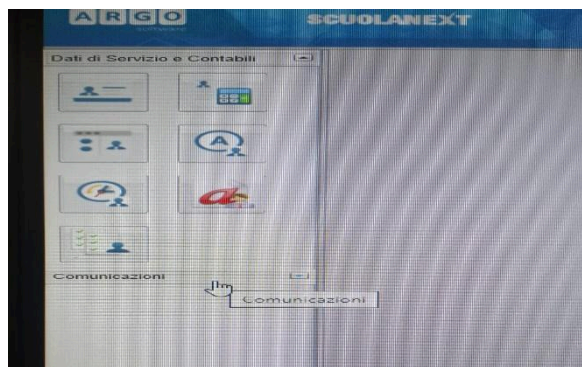 ARGO SCUOLANEXT
software
Dati di Servizio e Contabili
A
Comunicazioni
Comunicazioni